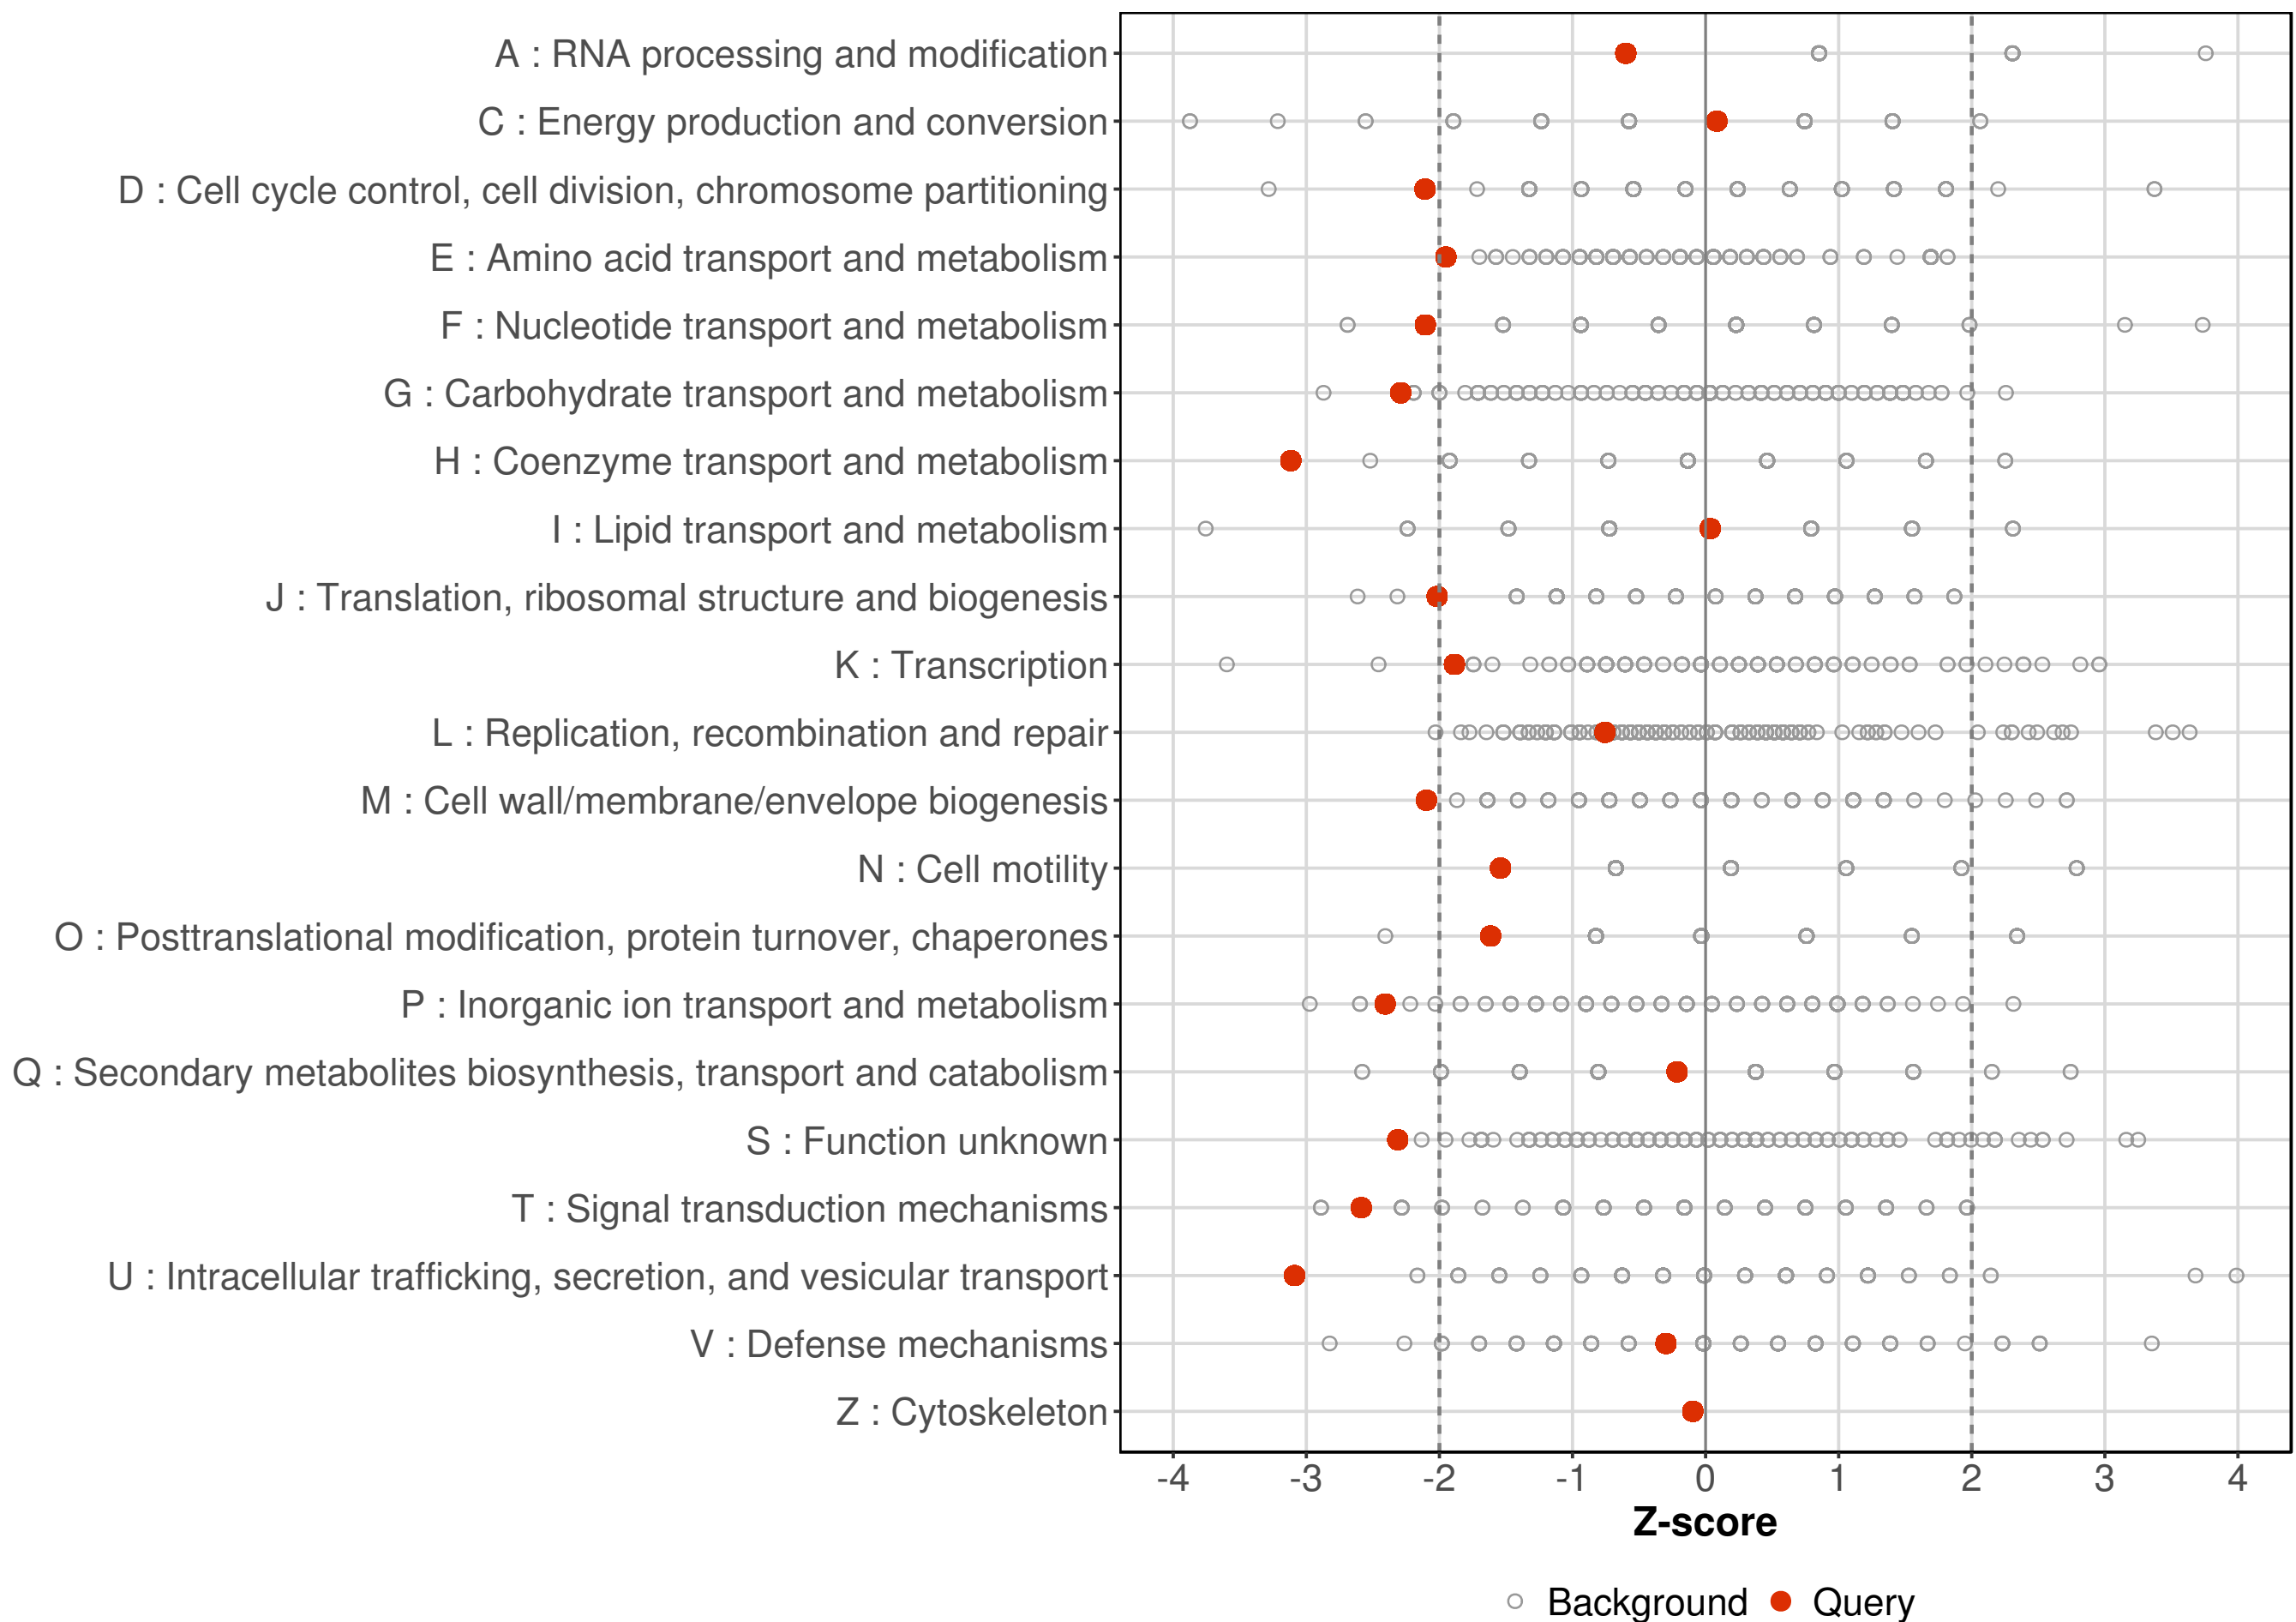 A : RNA processing and modification
C : Energy production and conversion
D : Cell cycle control, cell division, chromosome partitioning
E : Amino acid transport and metabolism
F : Nucleotide transport and metabolism
G : Carbohydrate transport and metabolism
H : Coenzyme transport and metabolism
I : Lipid transport and metabolism
J : Translation, ribosomal structure and biogenesis
K : Transcription
L : Replication, recombination and repair
M : Cell wall/membrane/envelope biogenesis
N : Cell motility
O : Posttranslational modification, protein turnover, chaperones
P : Inorganic ion transport and metabolism
Q : Secondary metabolites biosynthesis, transport and catabolism
S : Function unknown
T : Signal transduction mechanisms
U : Intracellular trafficking, secretion, and vesicular transport
V : Defense mechanisms
Z : Cytoskeleton
-4 -3 -2 -1 0 1 2 3 4
Z-score
Background Query